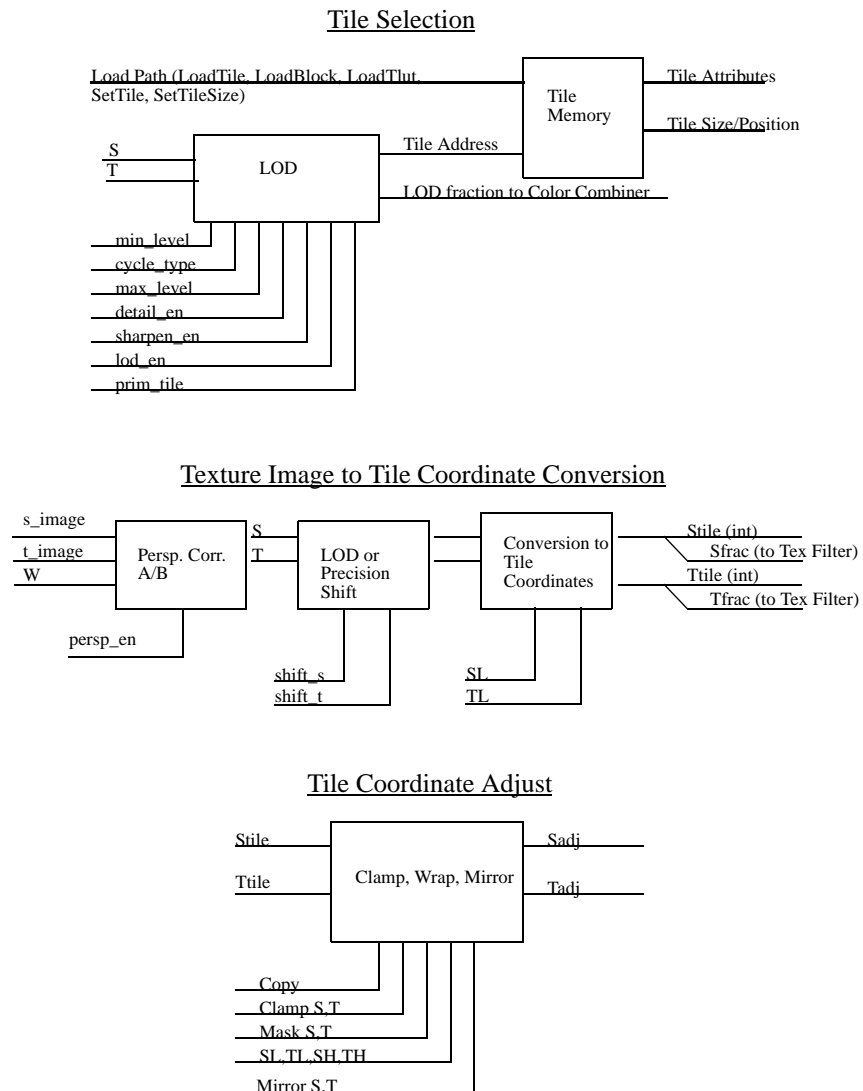 Tile Selection
Load Path (LoadTile, LoadBlock, LoadTlut,
SetTile, SetTileSize)
Tile
Memory
Tile Attributes
Tile Size/Position
S
T
LOD
Tile Address
LOD fraction to Color Combiner
min_level
cycle_type
max_level
detail_en
sharpen_en
lod_en
prim_tile
Texture Image to Tile Coordinate Conversion
s_image
t_image
W
Persp. Corr.
A/B
persp_en
S
T
LOD or
Precision
Shift
shift_s
shift_t
Conversion to
Tile
Coordinates
SL
TL
Stile (int)
Sfrac (to Tex Filter)
Ttile (int)
Tfrac (to Tex Filter)
Tile Coordinate Adjust
Stile
Ttile
Clamp, Wrap, Mirror
Sadj
Tadj
Copy
Clamp S,T
Mask S,T
SL,TL,SH,TH
Mirror S,T